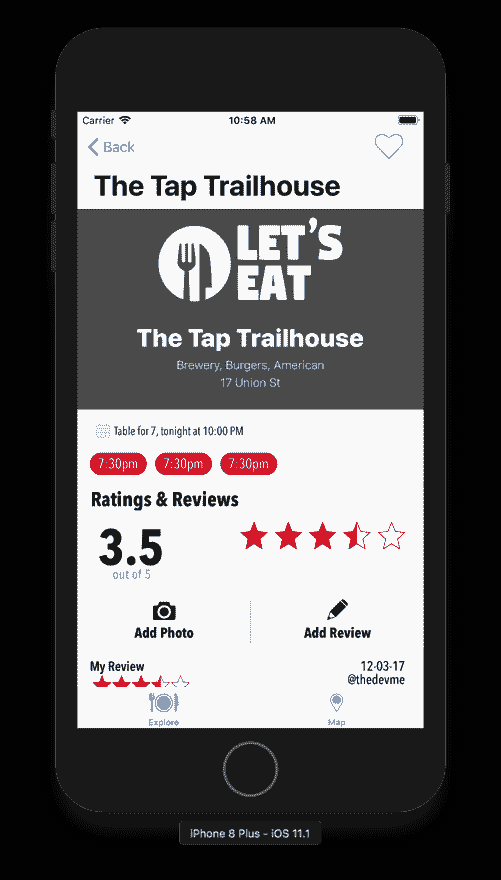 Carrier 10:58 AM
Back
The Tap Trailhouse
LET'S
EAT
The Tap Trailhouse
Brewery, Burgers, American
17 Union St
Table for 7, tonight at 10:00 PM
7:30pm 7:30pm 7:30pm
Ratings & Reviews
3.5
out of 5
Add Photo Add Review
My Review 12-03-17
@thedevme
Explore Map
iPhone 8 Plus - iOS 11.1